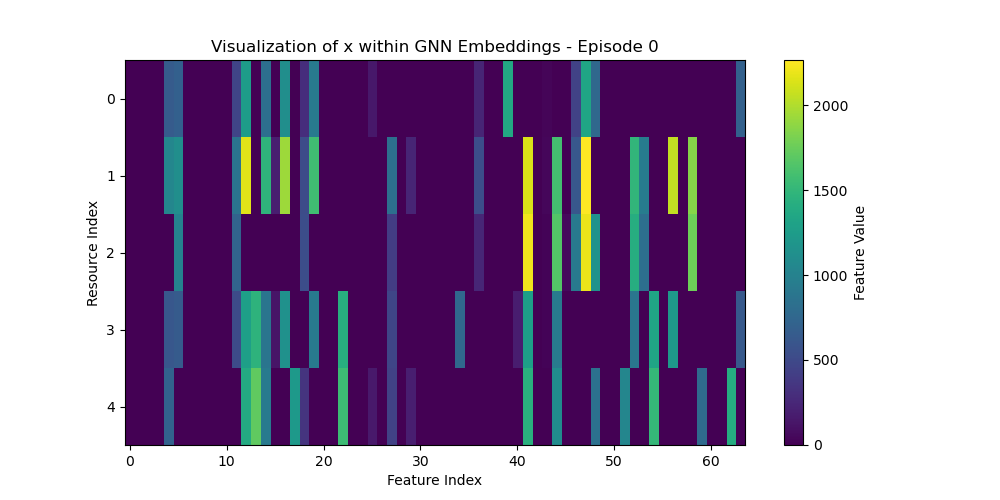 Visualization of x within GNN Embeddings - Episode 0
Resource Index
0
1
2
3
4
0 10 20 30 40 50 60
Feature Index
2000
1500
1000
500
0
Feature Value